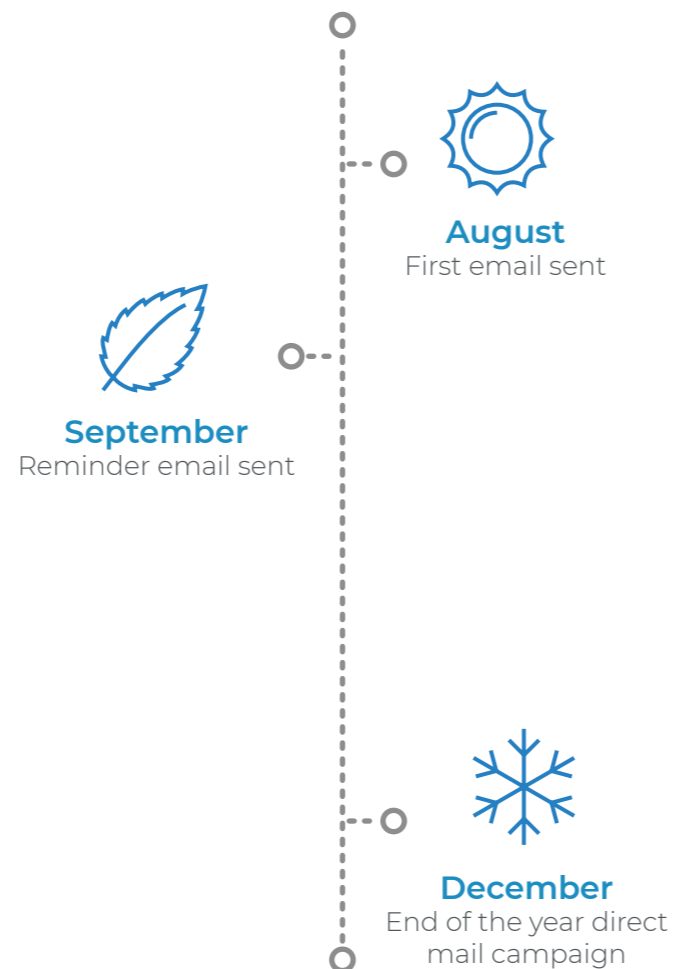 August
First email sent
September
Reminder email sent
December
End of the year direct
mail campaign